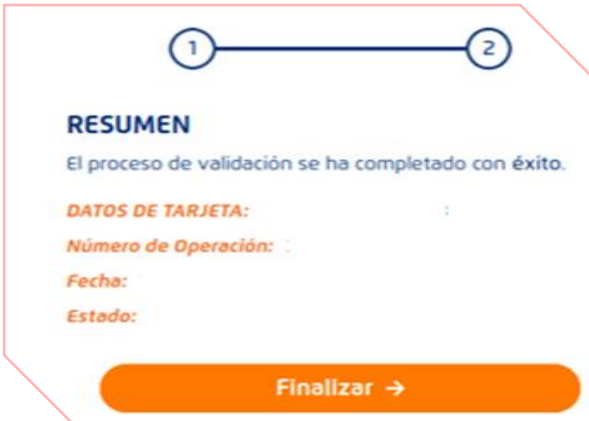 1 2
RESUMEN
El proceso de validación se ha completado con éxito.
DATOS DE TARJETA:
Número de Operación:
Fecha:
Estado:
Finalizar →